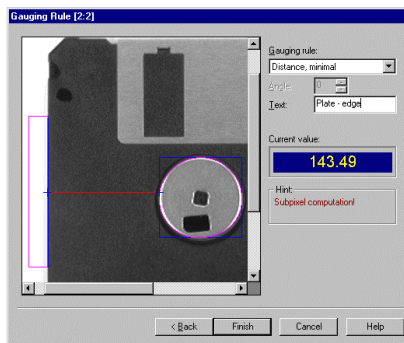 Gauging Rule [2:2]
Gauging rule:
Distance, minimal
Angle: 0
Text: Plate - edge
Current value:
143.49
Hint:
Subpixel computation!
< Back Finish Cancel Help